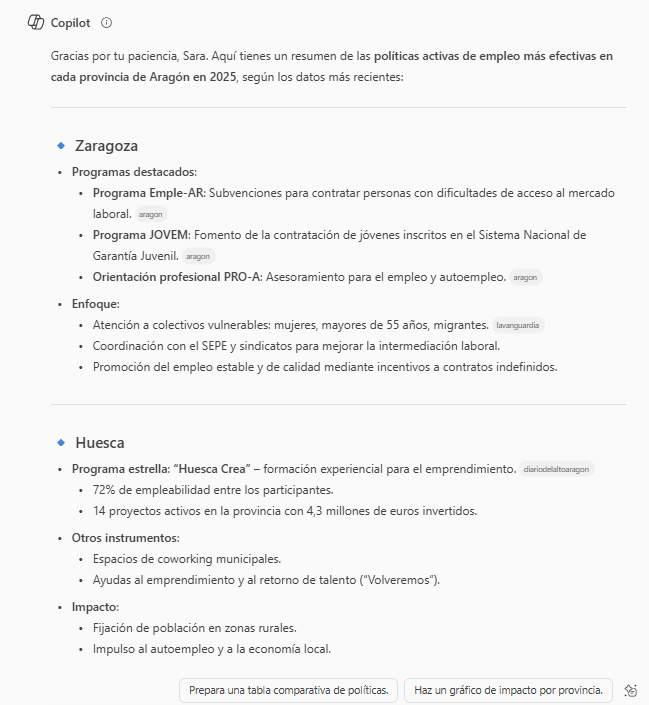 Copilot
Gracias por tu paciencia, Sara. Aquí tienes un resumen de las políticas activas de empleo más efectivas en
cada provincia de Aragón en 2025, según los datos más recientes:
Zaragoza
• Programas destacados:
• Programa Emple-AR: Subvenciones para contratar personas con dificultades de acceso al mercado
laboral. aragon
• Programa JOVEM: Fomento de la contratación de jóvenes inscritos en el Sistema Nacional de
Garantía Juvenil. aragon
• Orientación profesional PRO-A: Asesoramiento para el empleo y autoempleo. aragon
• Enfoque:
• Atención a colectivos vulnerables: mujeres, mayores de 55 años, migrantes. lavanguardia
• Coordinación con el SEPE y sindicatos para mejorar la intermediación laboral.
• Promoción del empleo estable y de calidad mediante incentivos a contratos indefinidos.
Huesca
• Programa estrella: “Huesca Crea” – formación experiencial para el emprendimiento. diariodelaltoaragon
• 72% de empleabilidad entre los participantes.
• 14 proyectos activos en la provincia con 4,3 millones de euros invertidos.
• Otros instrumentos:
• Espacios de coworking municipales.
• Ayudas al emprendimiento y al retorno de talento (“Volveremos”).
• Impacto:
• Fijación de población en zonas rurales.
• Impulso al autoempleo y a la economía local.
Prepara una tabla comparativa de políticas. Haz un gráfico de impacto por provincia.